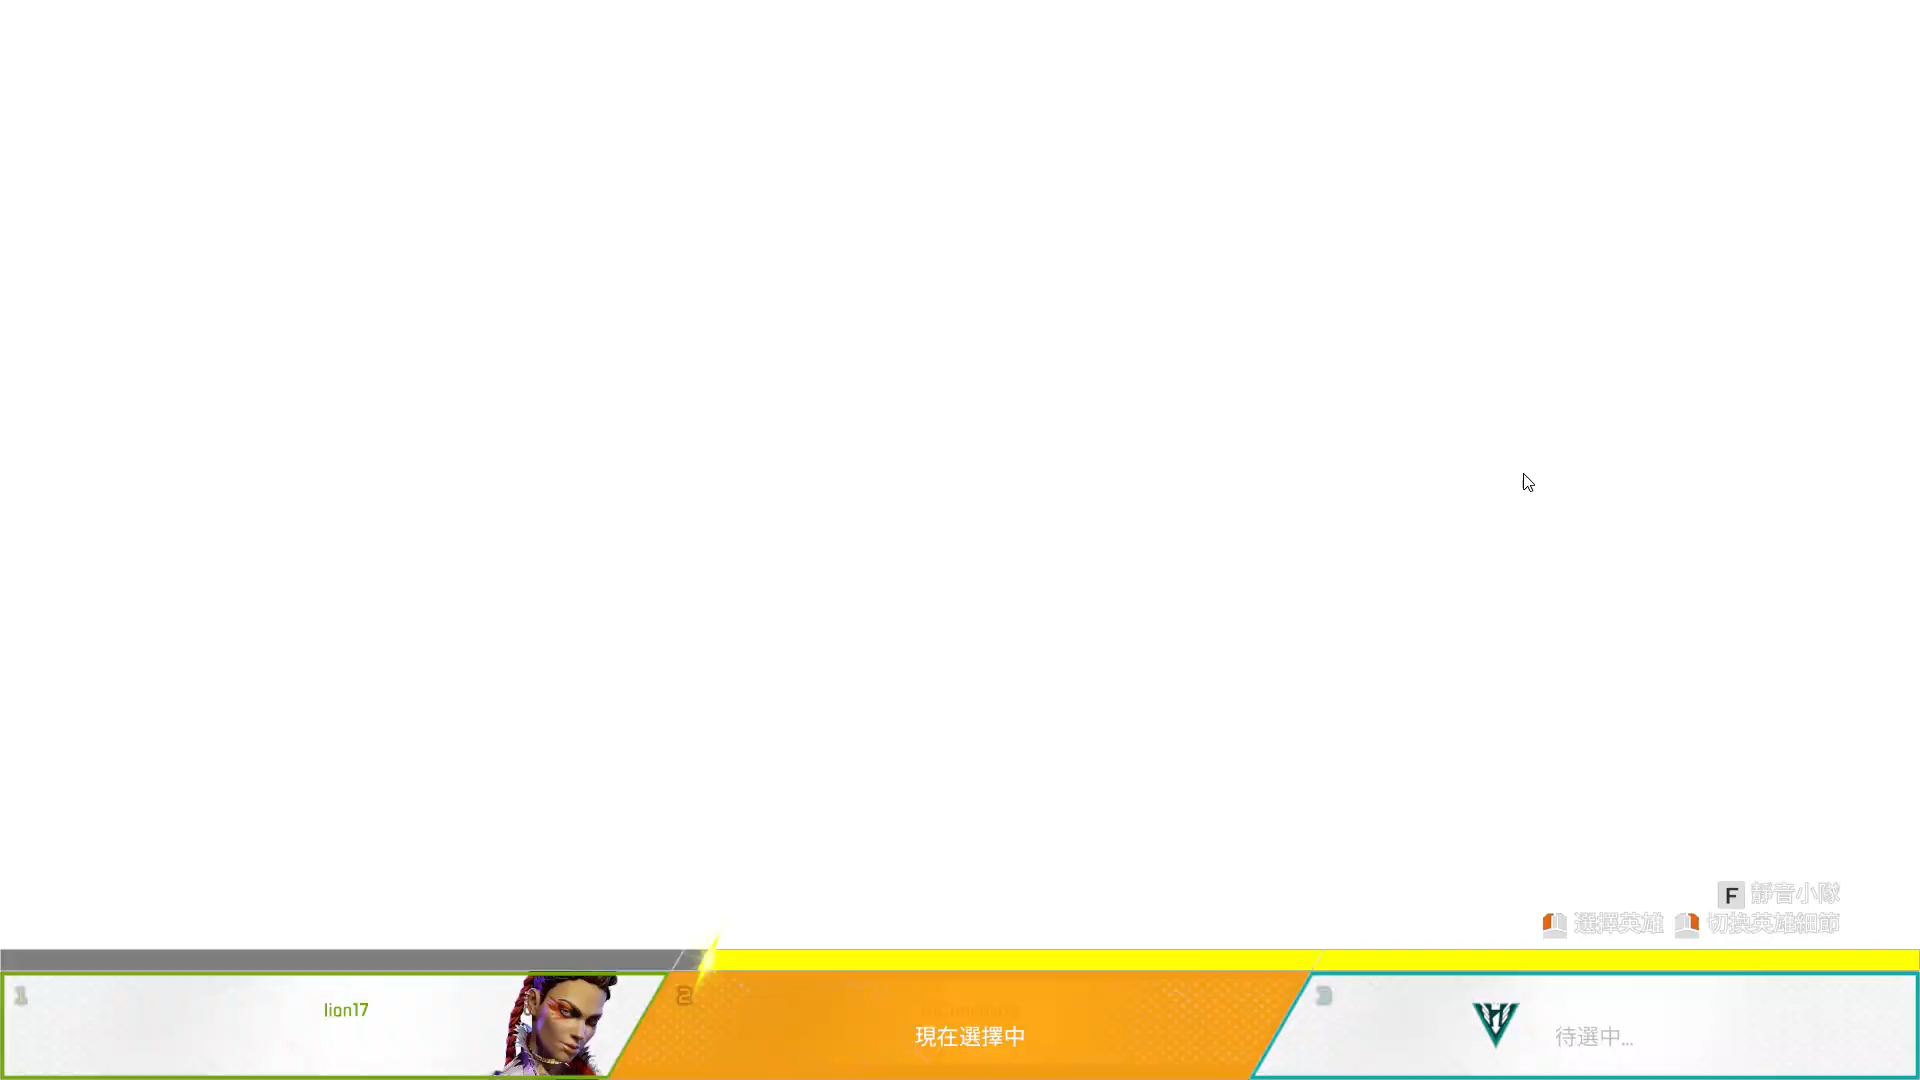 F 靜音小隊
選擇英雄 切換英雄細節
1
lion17
2
現在選擇中
3
待選中...